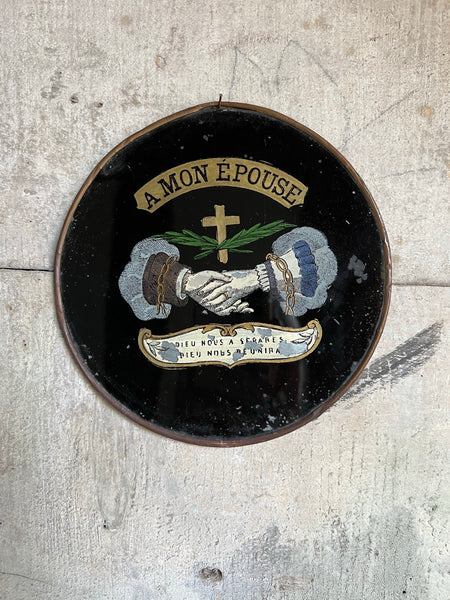 A MON ÉPOUSE
DIEU NOUS A SÉPARÉS,
DIEU NOUS RÉUNIRA